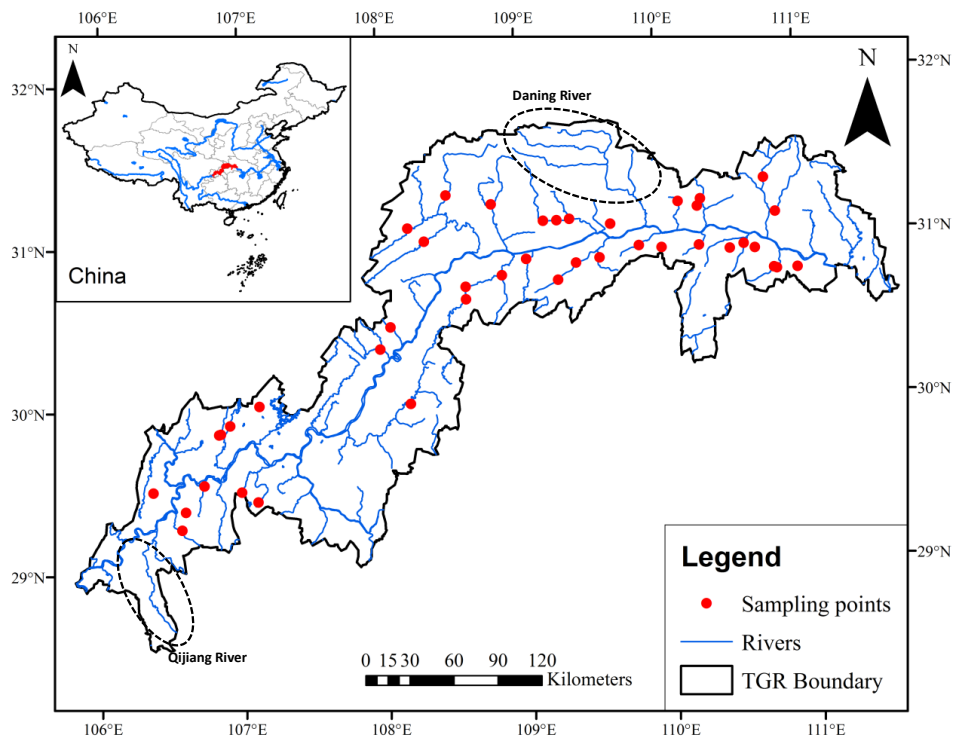 106°E 107°E 108°E 109°E 110°E 111°E
N
China
Daning River
N
32°N
31°N
30°N
29°N
32°N
31°N
30°N
29°N
Qijiang River
0 15 30 60 90 120
Kilometers
Legend
Sampling points
Rivers
TGR Boundary
106°E 107°E 108°E 109°E 110°E 111°E